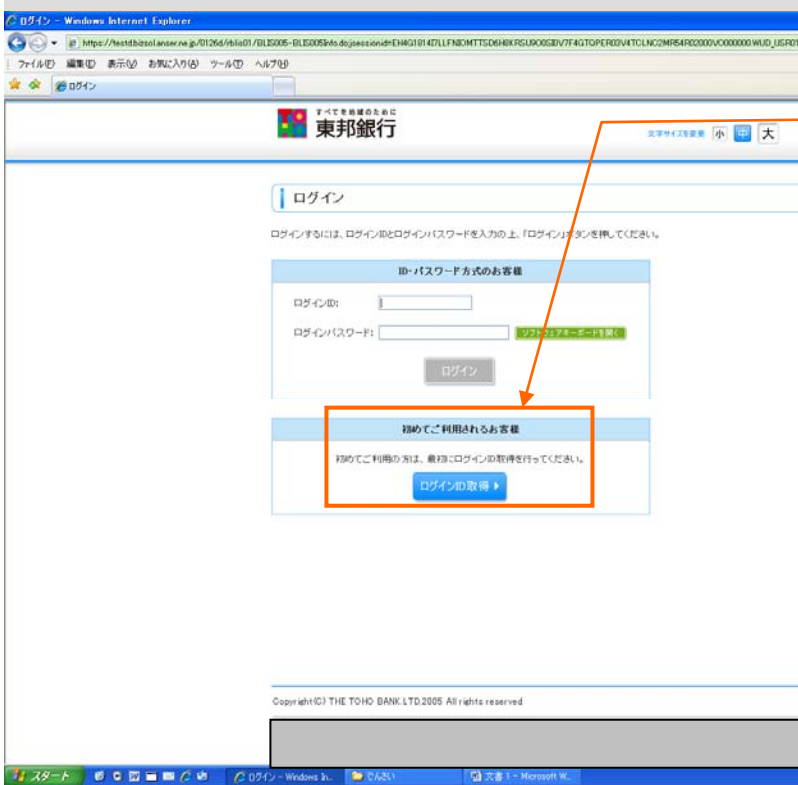 ログイン - Windows Internet Explorer
ファイル(F) 編集(E) 表示(V) お気に入り(A) ツール(T) ヘルプ(H)
ログイン
すべてを地域のために
東邦銀行
文字サイズを変更 小 中 大
ログイン
ログインするには、ログインIDとログインパスワードを入力の上、「ログイン」ボタンを押してください。
ID・パスワード方式のお客様
ログインID:
ログインパスワード: ソフトウェアキーボードを開く
ログイン
初めてご利用されるお客様
初めてご利用の方は、最初にログインID取得を行ってください。
ログインID取得
Copyright(C) THE TOHO BANK.LTD.2005 All rights reserved
スタート ログイン - Windows In... でんさい 文書 1 - Microsoft W...